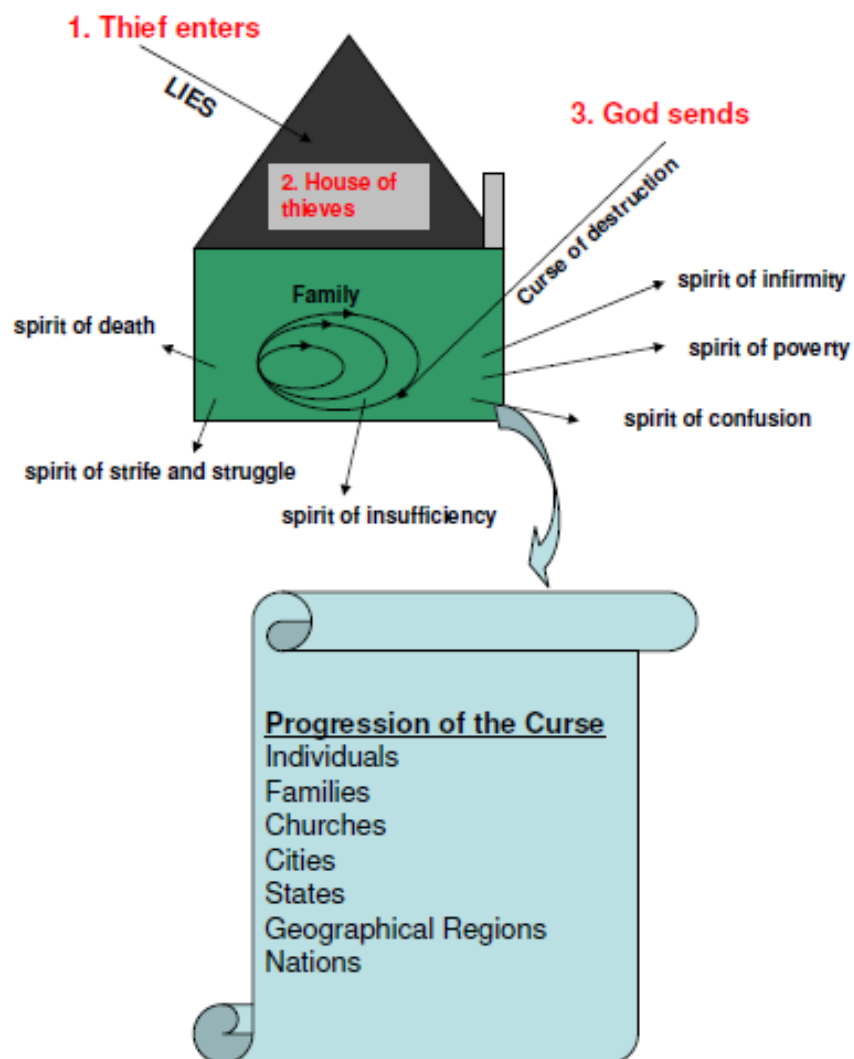 1. Thief enters
LIES
3. God sends
2. House of
thieves
Curse of destruction
Family
spirit of infirmity
spirit of death
spirit of poverty
spirit of confusion
spirit of strife and struggle
spirit of insufficiency
Progression of the Curse
Individuals
Families
Churches
Cities
States
Geographical Regions
Nations